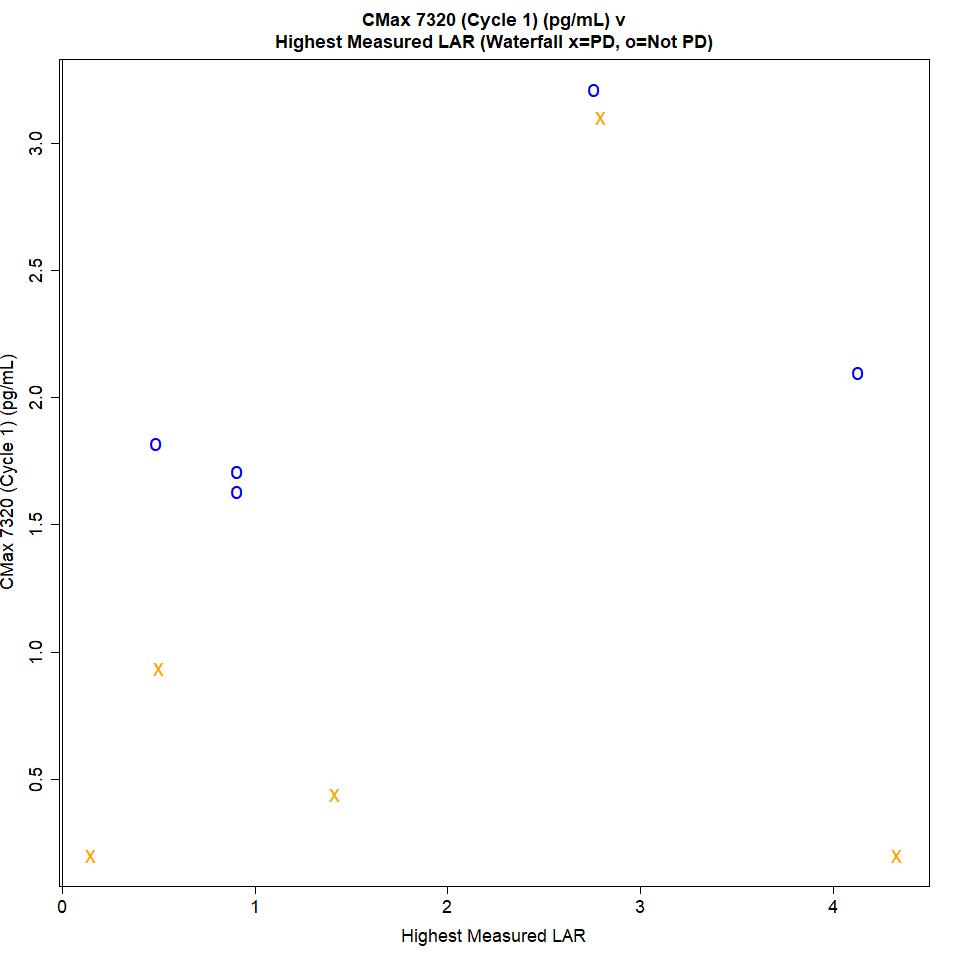 CMax 7320 (Cycle 1) (pg/mL) v
Highest Measured LAR (Waterfall x=PD, o=Not PD)
CMax 7320 (Cycle 1) (pg/mL)
3.0
2.5
2.0
1.5
1.0
0.5
o
x
o
o
o
o
x
x
x
x
0 1 2 3 4
Highest Measured LAR